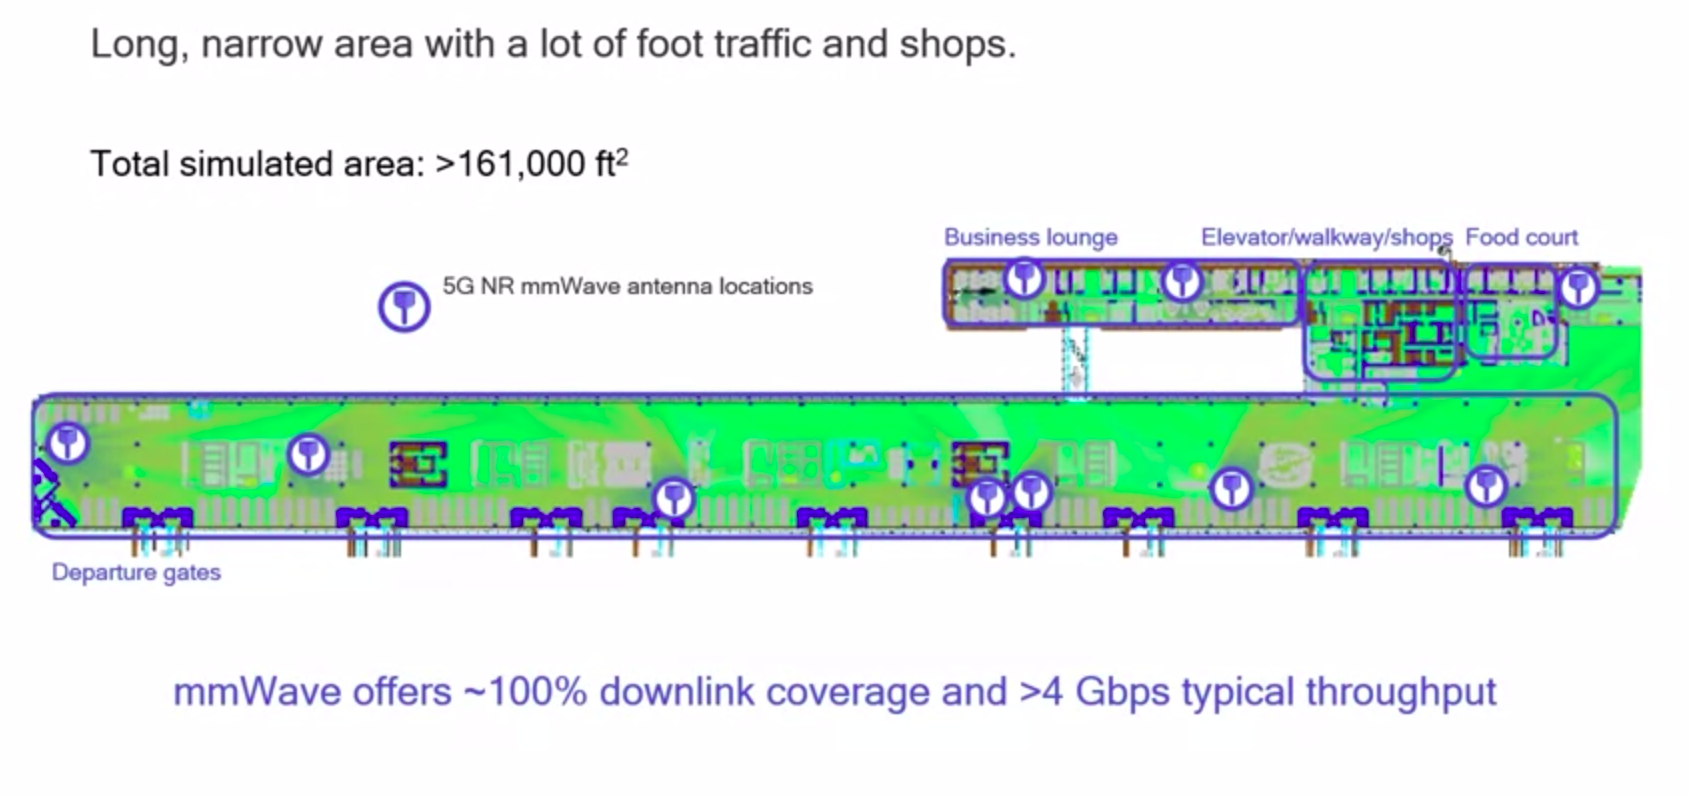 Long, narrow area with a lot of foot traffic and shops.
Total simulated area: >161,000 ft²
Business lounge
Elevator/walkway/shops
Food court
5G NR mmWave antenna locations
Departure gates
mmWave offers ~100% downlink coverage and >4 Gbps typical throughput